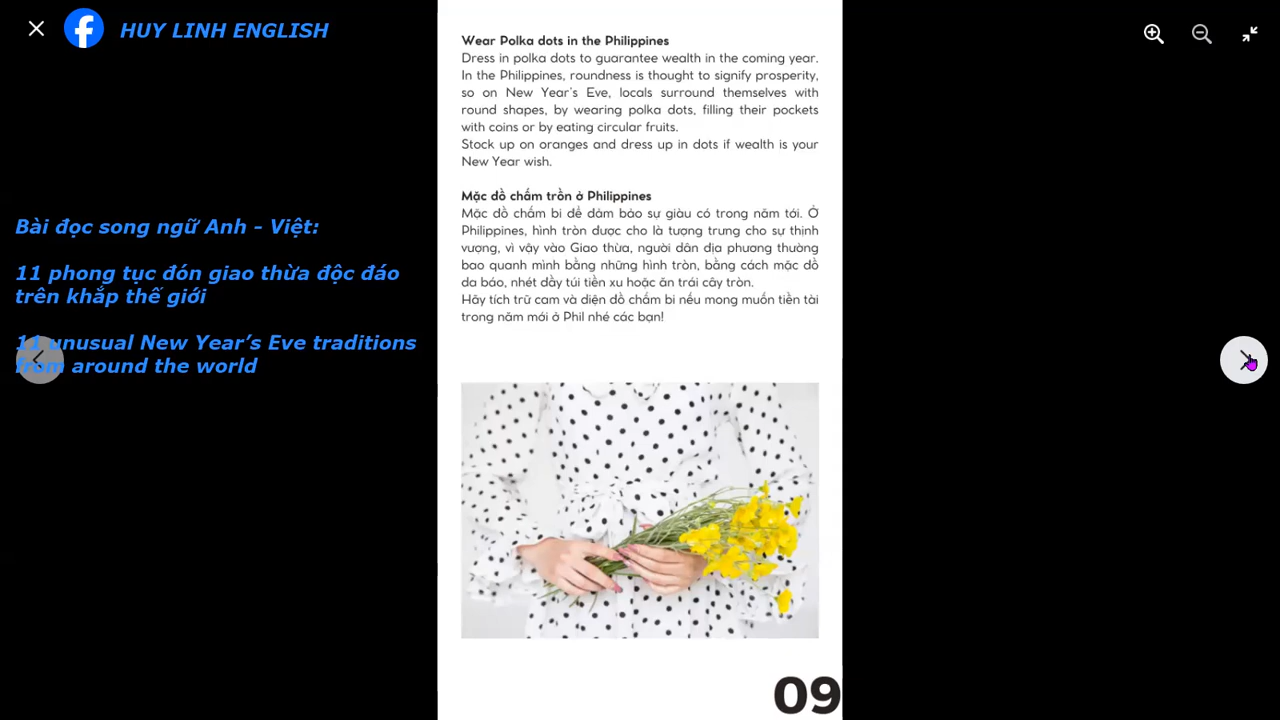 HUY LINH ENGLISH
Bài đọc song ngữ Anh - Việt:
11 phong tục đón giao thừa độc đáo
trên khắp thế giới
11 unusual New Year’s Eve traditions
from around the world
Wear Polka dots in the Philippines
Dress in polka dots to guarantee wealth in the coming year.
In the Philippines, roundness is thought to signify prosperity,
so on New Year's Eve, locals surround themselves with
round shapes, by wearing polka dots, filling their pockets
with coins or by eating circular fruits.
Stock up on oranges and dress up in dots if wealth is your
New Year wish.
Mặc đồ chấm tròn ở Philippines
Mặc đồ chấm bi để đảm bảo sự giàu có trong năm tới. Ở
Philippines, hình tròn được cho là tượng trưng cho sự thịnh
vượng, vì vậy vào Giao thừa, người dân địa phương thường
bao quanh mình bằng những hình tròn, bằng cách mặc đồ
da báo, nhét đầy túi tiền xu hoặc ăn trái cây tròn.
Hãy tích trữ cam và diện đồ chấm bi nếu mong muốn tiền tài
trong năm mới ở Phil nhé các bạn!
09